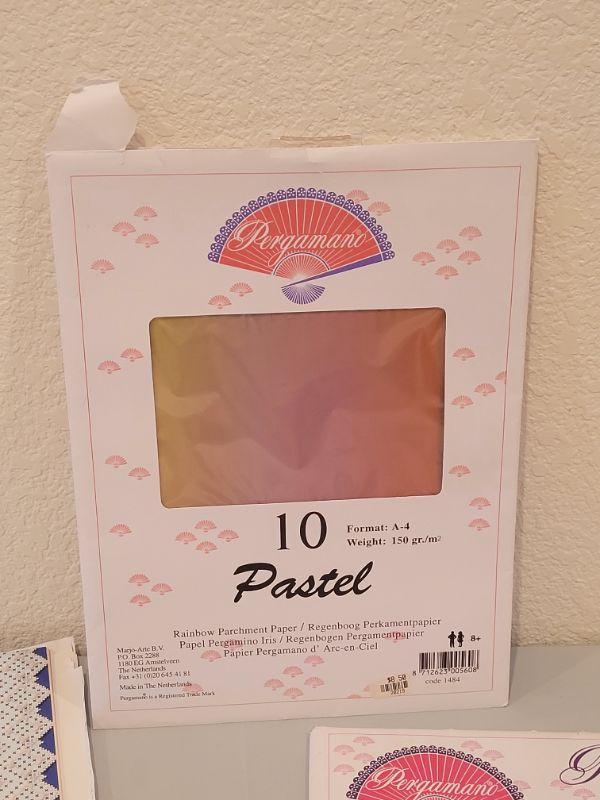 Pergamano®
10
Format: A-4
Weight: 150 gr./m2
Pastel
Rainbow Parchment Paper / Regenboog Perkamentpapier
Papel Pergamino Iris / Regenbogen Pergamentpapier
Papier Pergamano d' Arc-en-Ciel
Marjo-Arte B.V.
P.O. Box 2288
1180 EG Amstelveen
The Netherlands
Fax +31 (0)20 645 41 81
Made in The Netherlands
Pergamano® is a Registered Trade Mark
8+
8 712623 005608
code 1484
$8.50
Pergamano